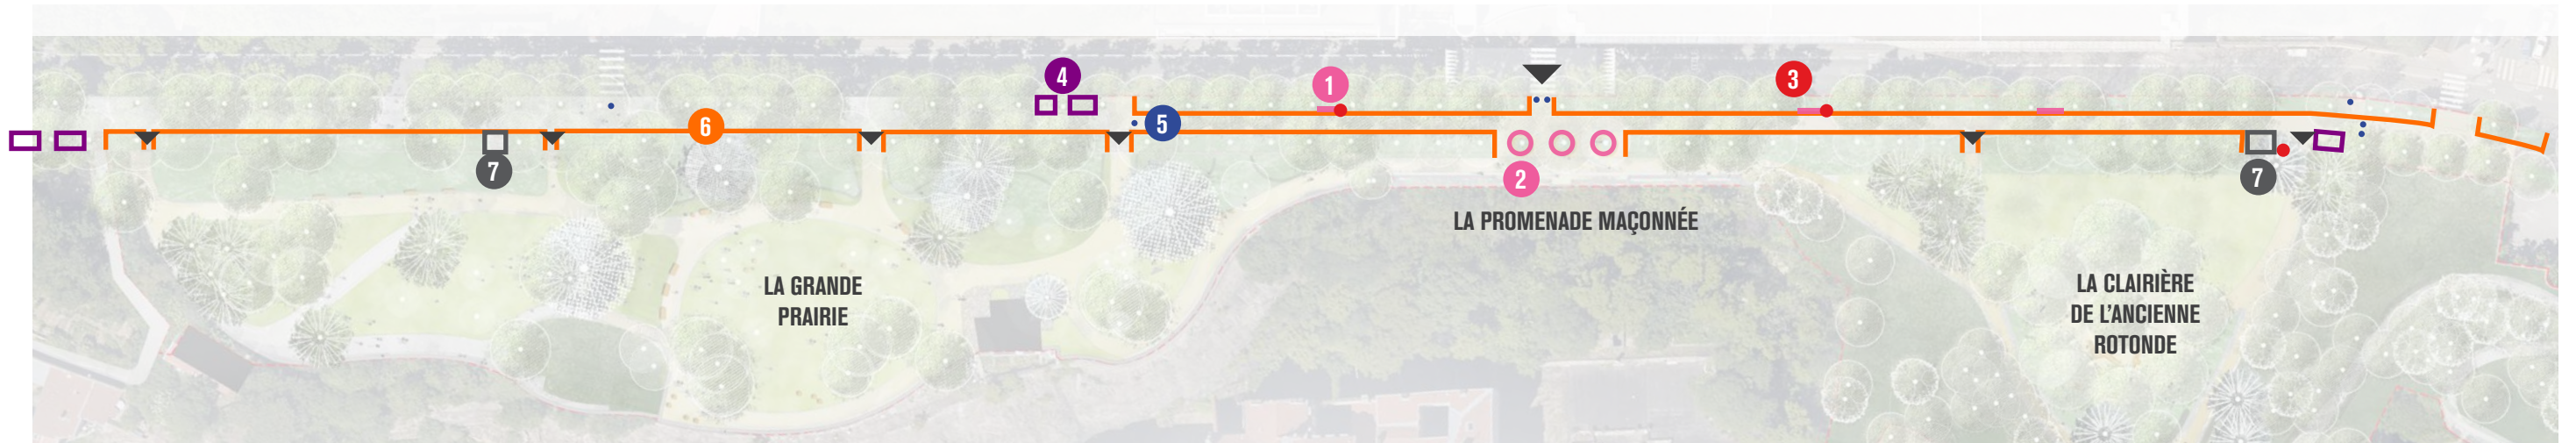 4
1
3
6
5
7
2
7
LA PROMENADE MAÇONNÉE
LA GRANDE
PRAIRIE
LA CLAIRIÈRE
DE L'ANCIENNE
ROTONDE